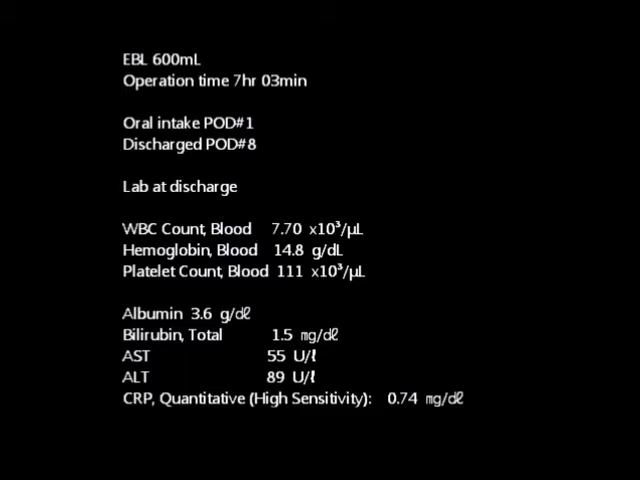 EBL 600mL
Operation time 7hr 03min
Oral intake POD#1
Discharged POD#8
Lab at discharge
WBC Count, Blood 7.70 x10³/µL
Hemoglobin, Blood 14.8 g/dL
Platelet Count, Blood 111 x10³/µL
Albumin 3.6 g/㎗
Bilirubin, Total 1.5 ㎎/㎗
AST 55 U/ℓ
ALT 89 U/ℓ
CRP, Quantitative (High Sensitivity): 0.74 ㎎/㎗